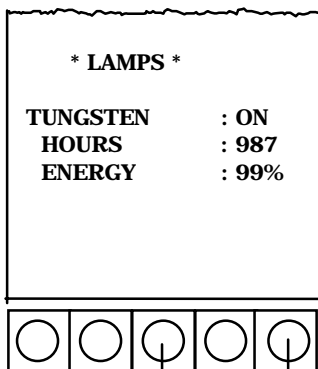 * LAMPS *
TUNGSTEN : ON
HOURS : 987
ENERGY : 99%